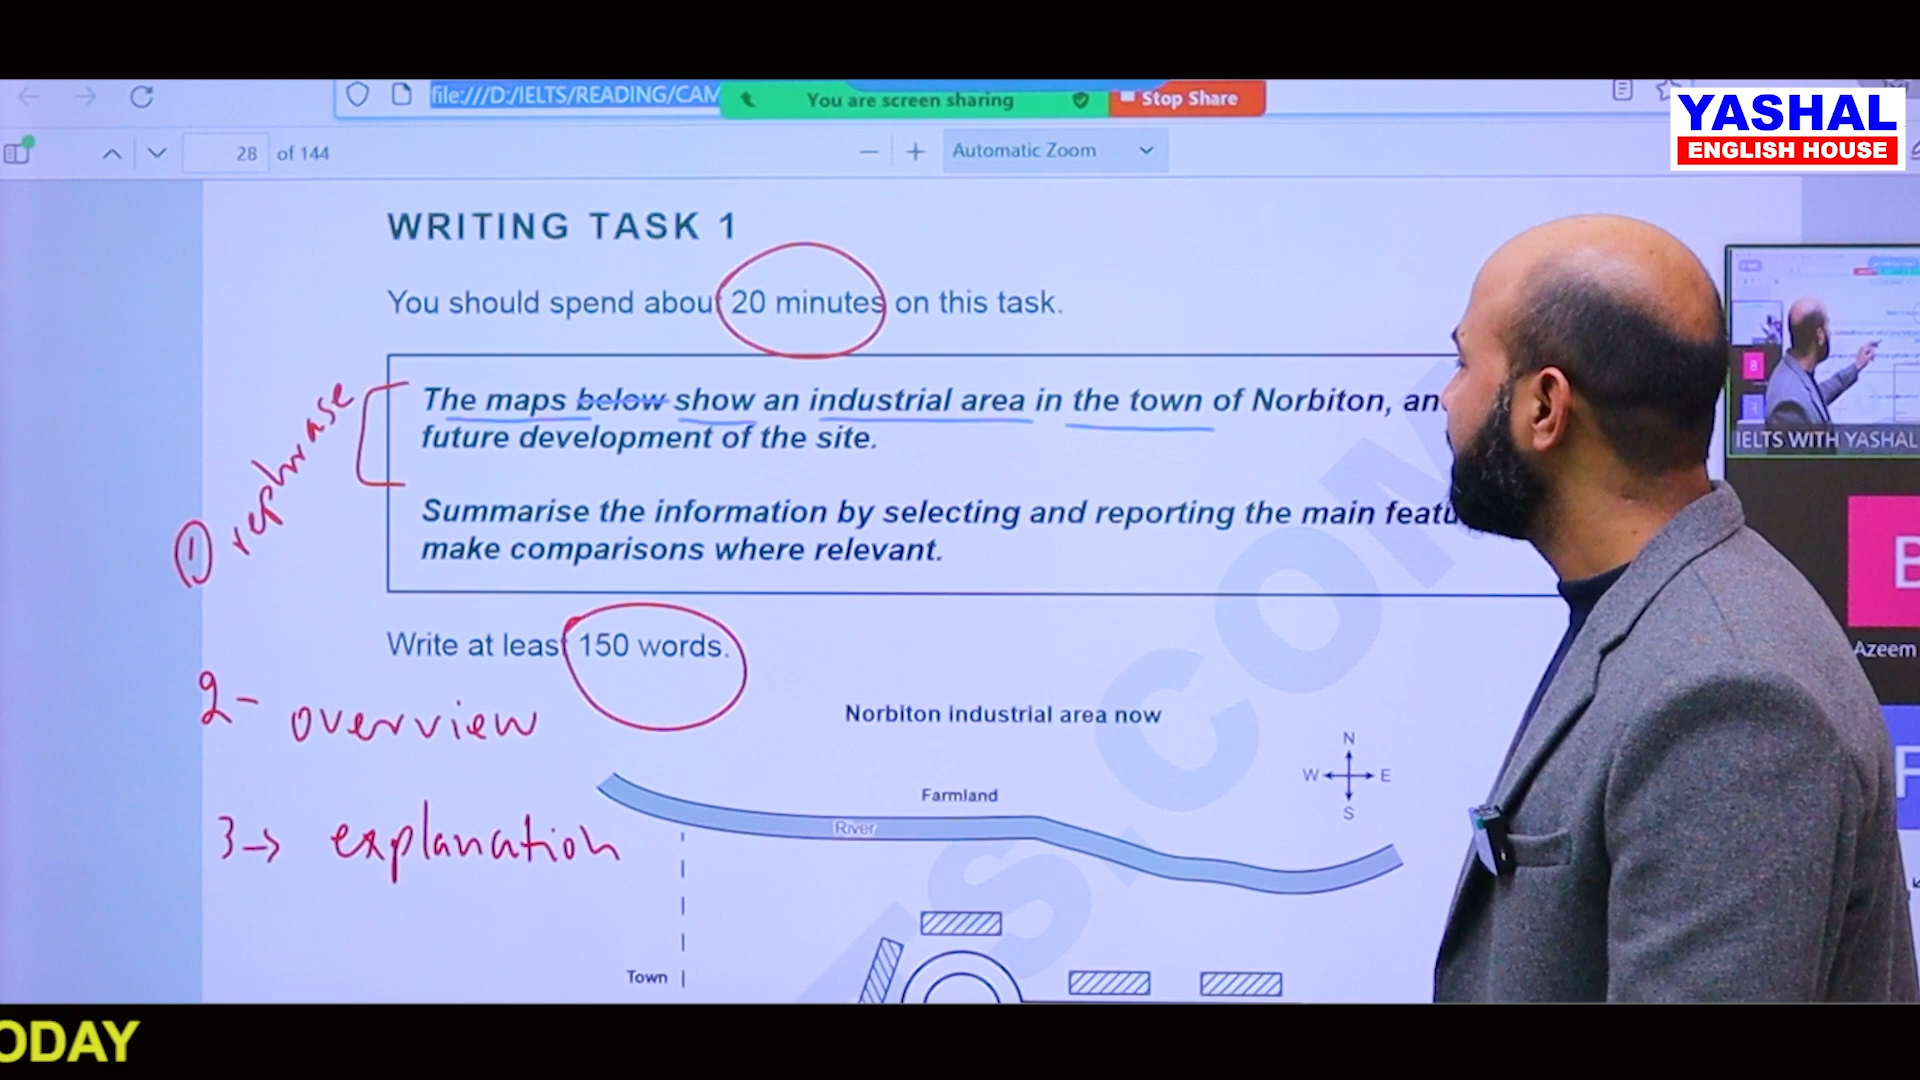 file:///D:/IELTS/READING/CAM
You are screen sharing
Stop Share
YASHAL
ENGLISH HOUSE
28 of 144
Automatic Zoom
WRITING TASK 1
You should spend about 20 minutes on this task.
The maps below show an industrial area in the town of Norbiton, an
future development of the site.
Summarise the information by selecting and reporting the main featu
make comparisons where relevant.
① rephrase
Write at least 150 words.
2- overview
3→ explanation
Norbiton industrial area now
N
W E
S
Farmland
River
Town
IELTS WITH YASHAL
B
Azeem
F
ODAY